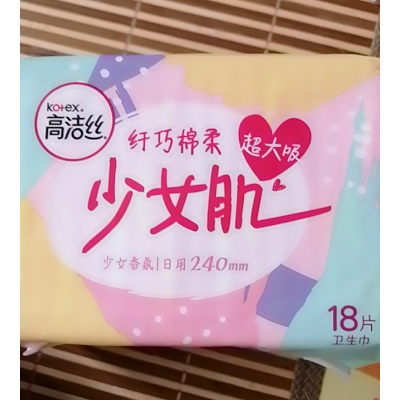 Kotex®
高洁丝
纤巧棉柔
超大吸
少女肌
少女香氛|日用240mm
18片
卫生巾